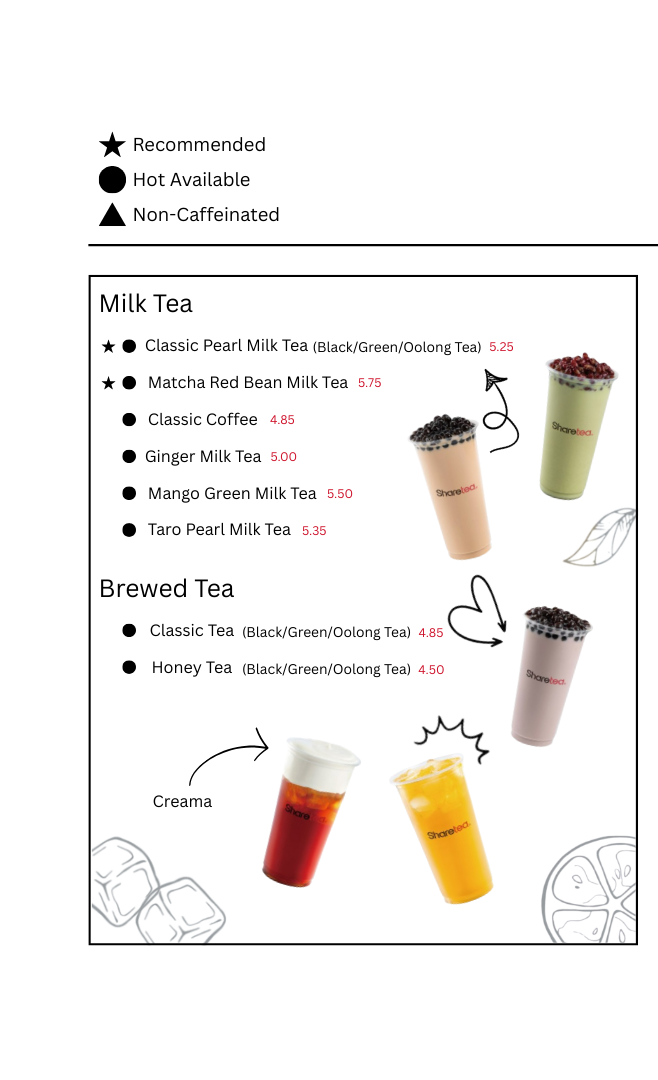 ★ Recommended
● Hot Available
▲ Non-Caffeinated
Milk Tea
★ ● Classic Pearl Milk Tea (Black/Green/Oolong Tea) 5.25
★ ● Matcha Red Bean Milk Tea 5.75
● Classic Coffee 4.85
● Ginger Milk Tea 5.00
● Mango Green Milk Tea 5.50
● Taro Pearl Milk Tea 5.35
Sharetea.
Sharetea.
Brewed Tea
● Classic Tea (Black/Green/Oolong Tea) 4.85
● Honey Tea (Black/Green/Oolong Tea) 4.50
Sharetea.
Creama
Share
Sharetea.